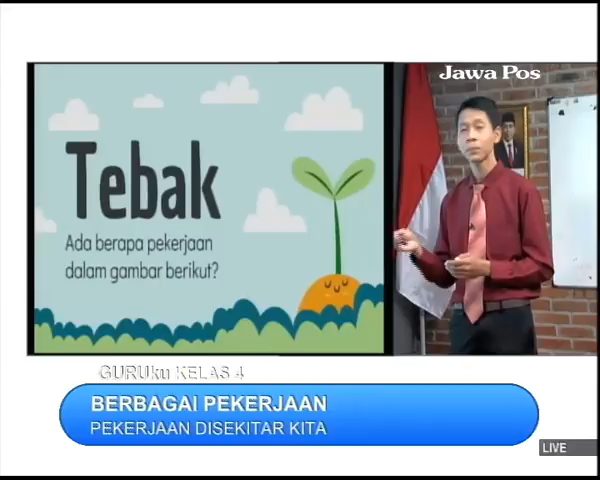 Jawa Pos
Tebak
Ada berapa pekerjaan
dalam gambar berikut?
GURUku KELAS 4
BERBAGAI PEKERJAAN
PEKERJAAN DISEKITAR KITA
LIVE